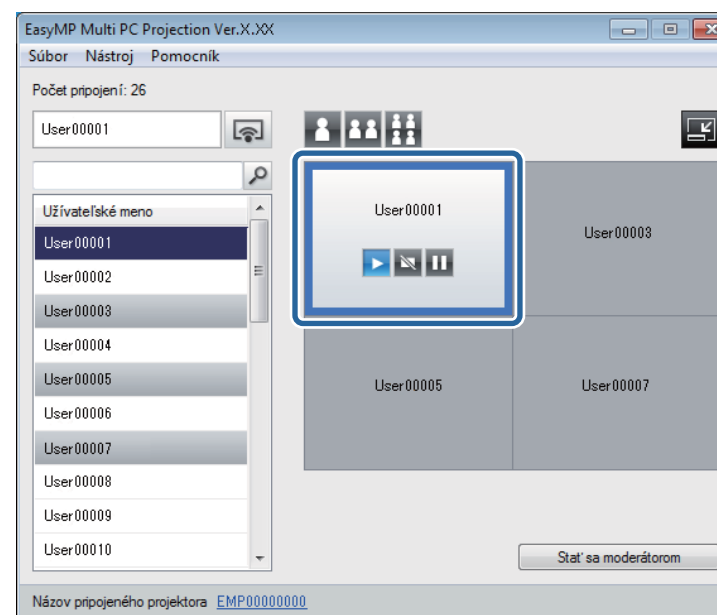 EasyMP Multi PC Projection Ver.X.XX
Súbor Nástroj Pomocník
Počet pripojení: 26
User00001
Užívateľské meno
User00001
User00002
User00003
User00004
User00005
User00006
User00007
User00008
User00009
User00010
User00001
User00003
User00005
User00007
Stať sa moderátorom
Názov pripojeného projektora EMP00000000